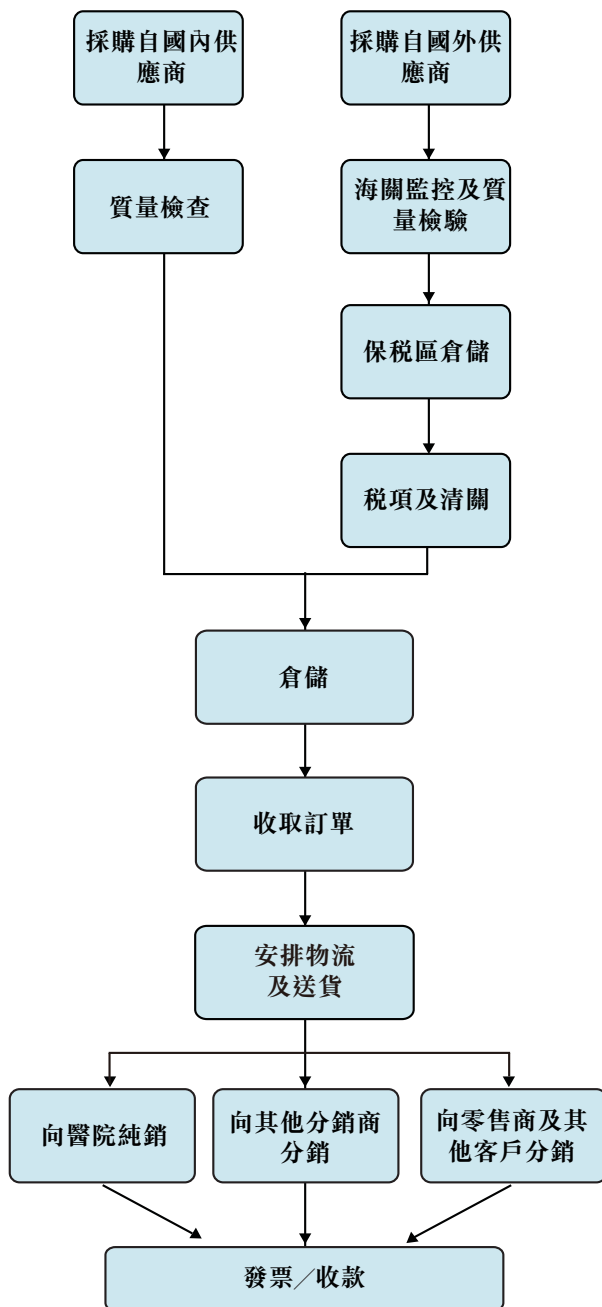 採購自國內供
應商
採購自國外供
應商
質量檢查
海關監控及質
量檢驗
保税區倉儲
税項及清關
倉儲
收取訂單
安排物流
及送貨
向醫院純銷
向其他分銷商
分銷
向零售商及其
他客戶分銷
發票／收款